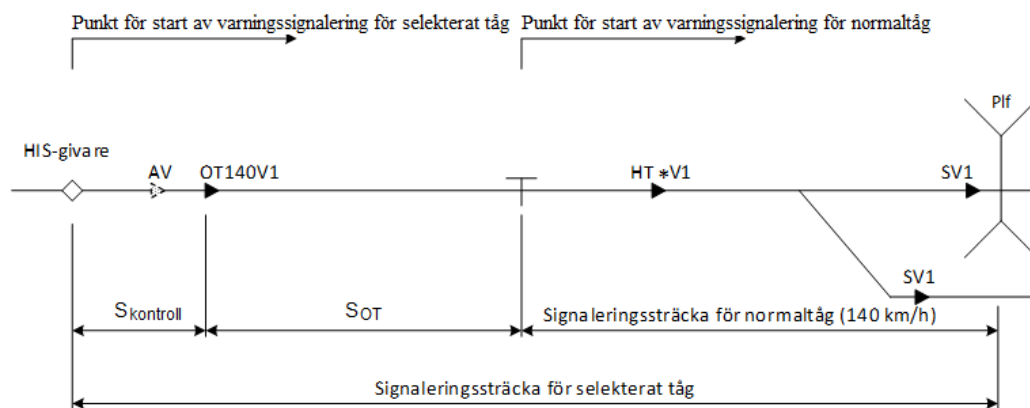 Punkt för start av varningssignalering för selekterat tåg
Punkt för start av varningssignalering för normaltåg
Plf
HIS-givare
AV
OT140V1
HT *V1
SV1
SV1
Skontroll
SOT
Signaleringssträcka för normaltåg (140 km/h)
Signaleringssträcka för selekterat tåg